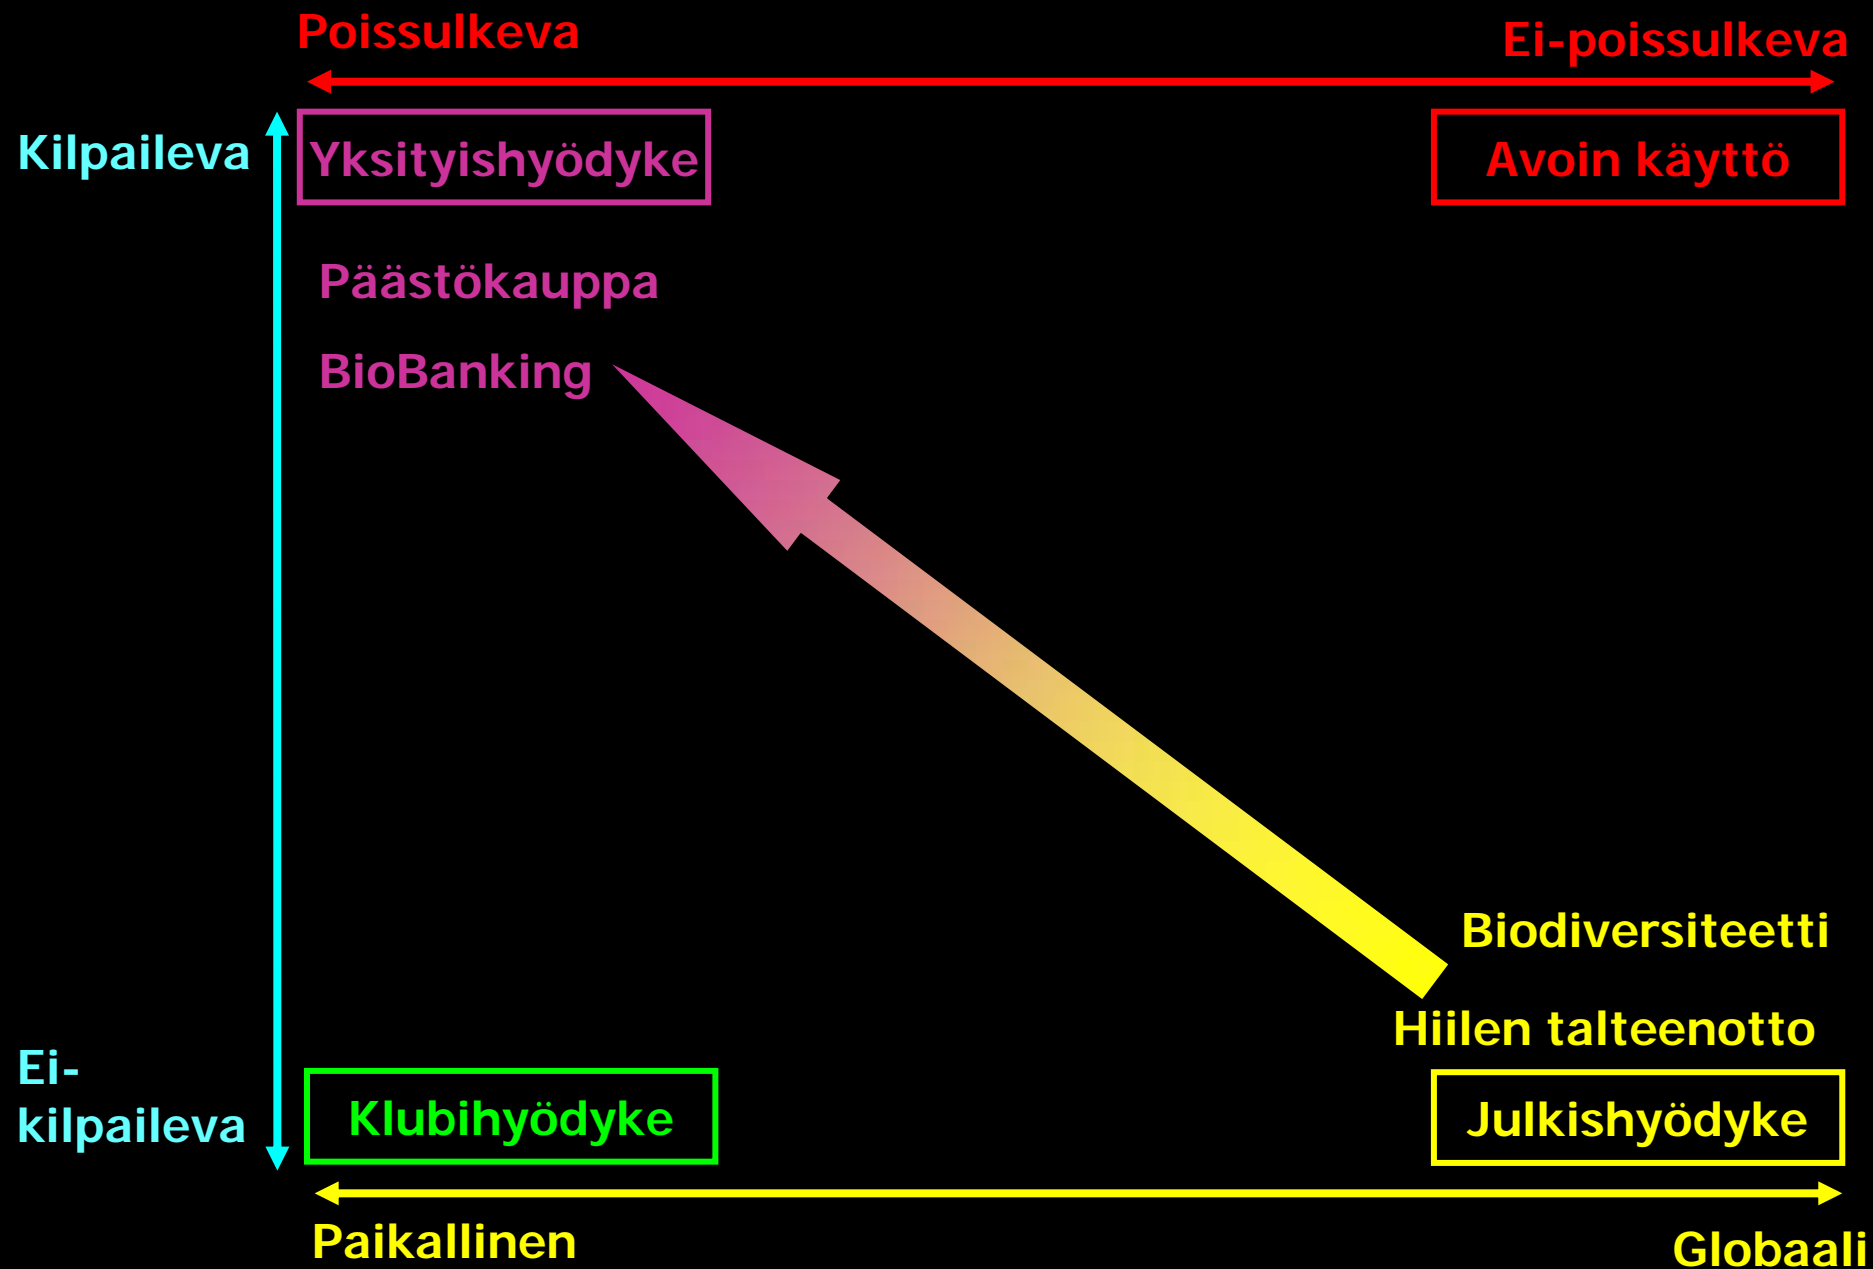 Poissulkeva
Ei-poissulkeva
Kilpaileva
Yksityishyödyke
Avoin käyttö
Päästökauppa
BioBanking
Biodiversiteetti
Hiilen talteenotto
Ei-
kilpaileva
Klubihyödyke
Julkishyödyke
Paikallinen
Globaali